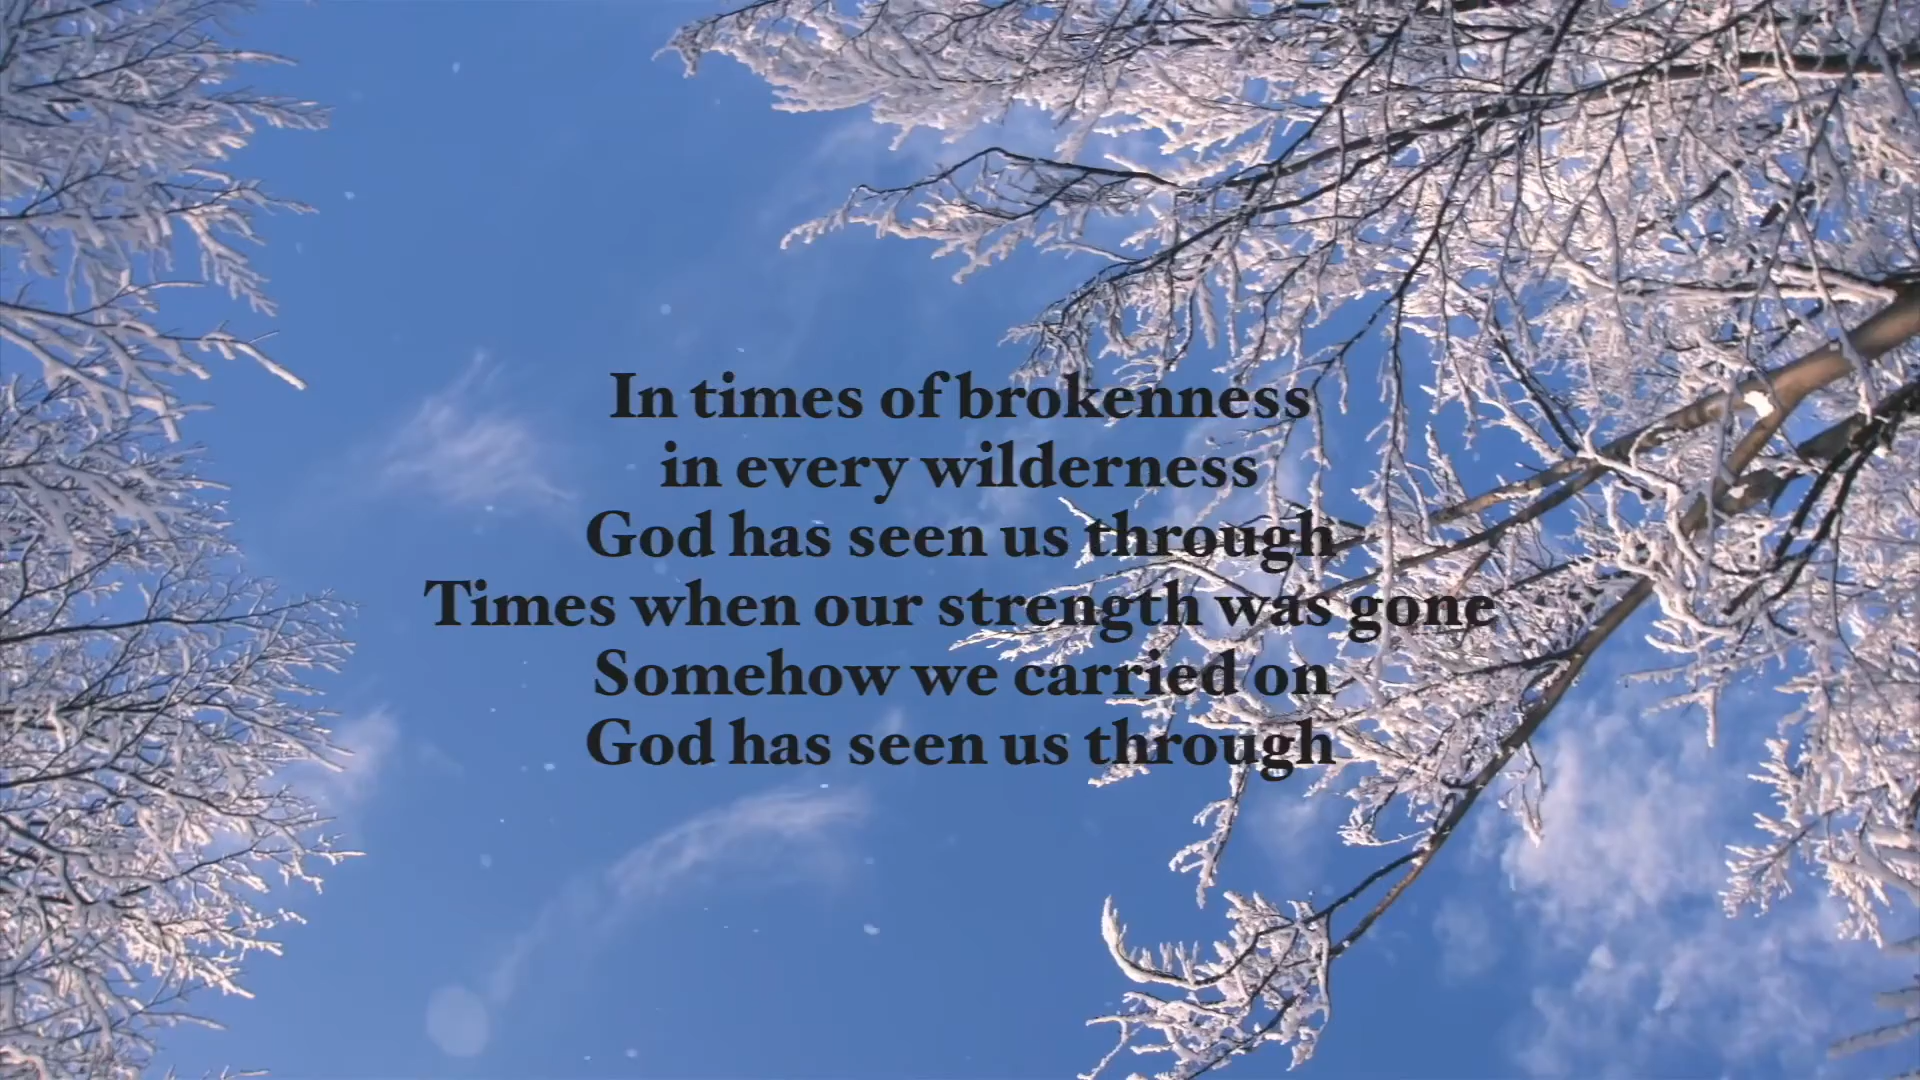 In times of brokenness
in every wilderness
God has seen us through
Times when our strength was gone
Somehow we carried on
God has seen us through